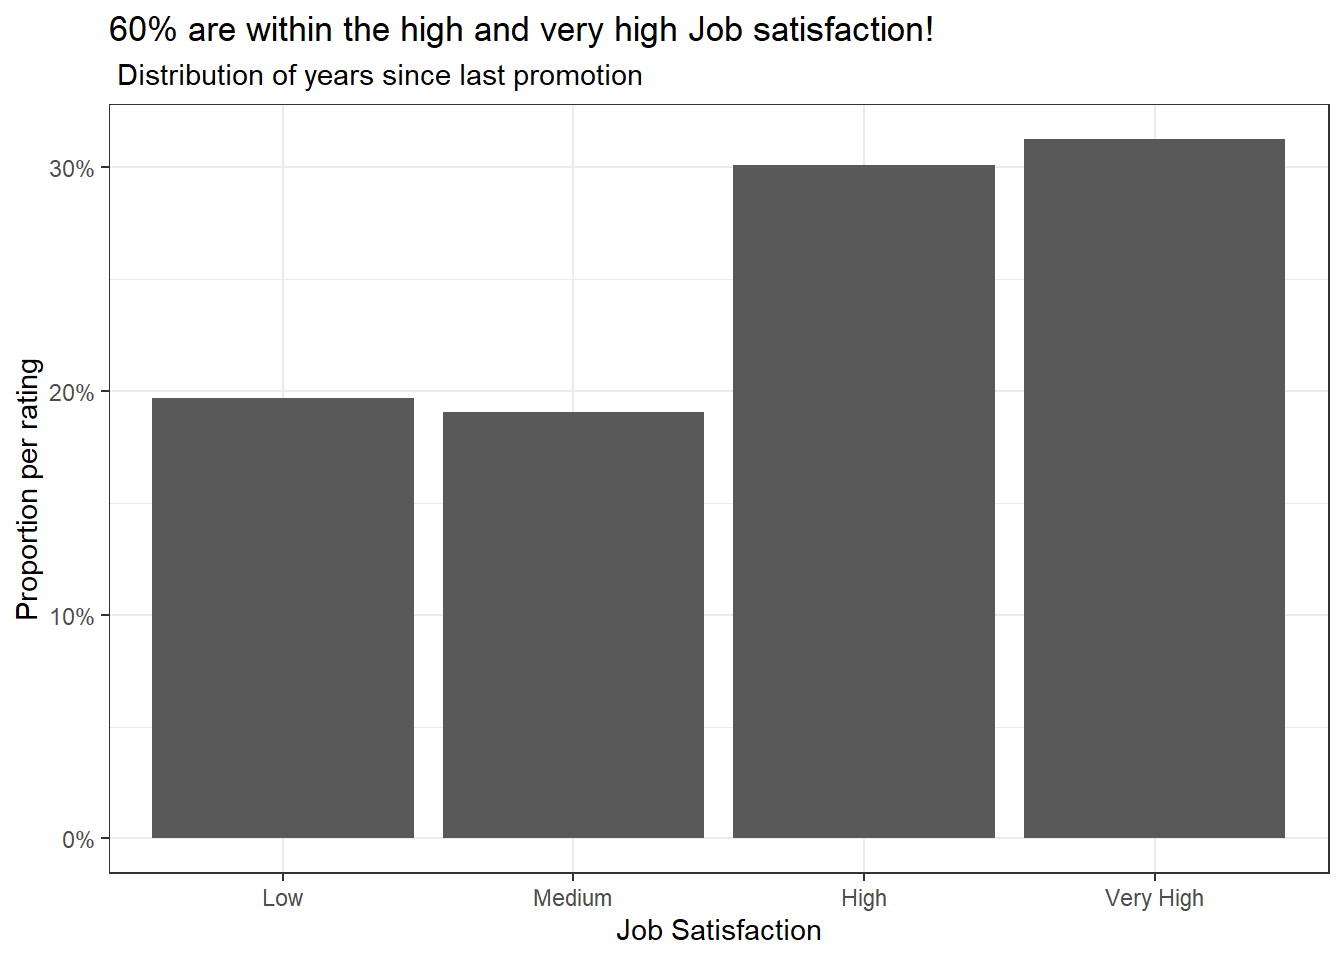 60% are within the high and very high Job satisfaction!
Distribution of years since last promotion
Proportion per rating
30%
20%
10%
0%
Low
Medium
High
Very High
Job Satisfaction